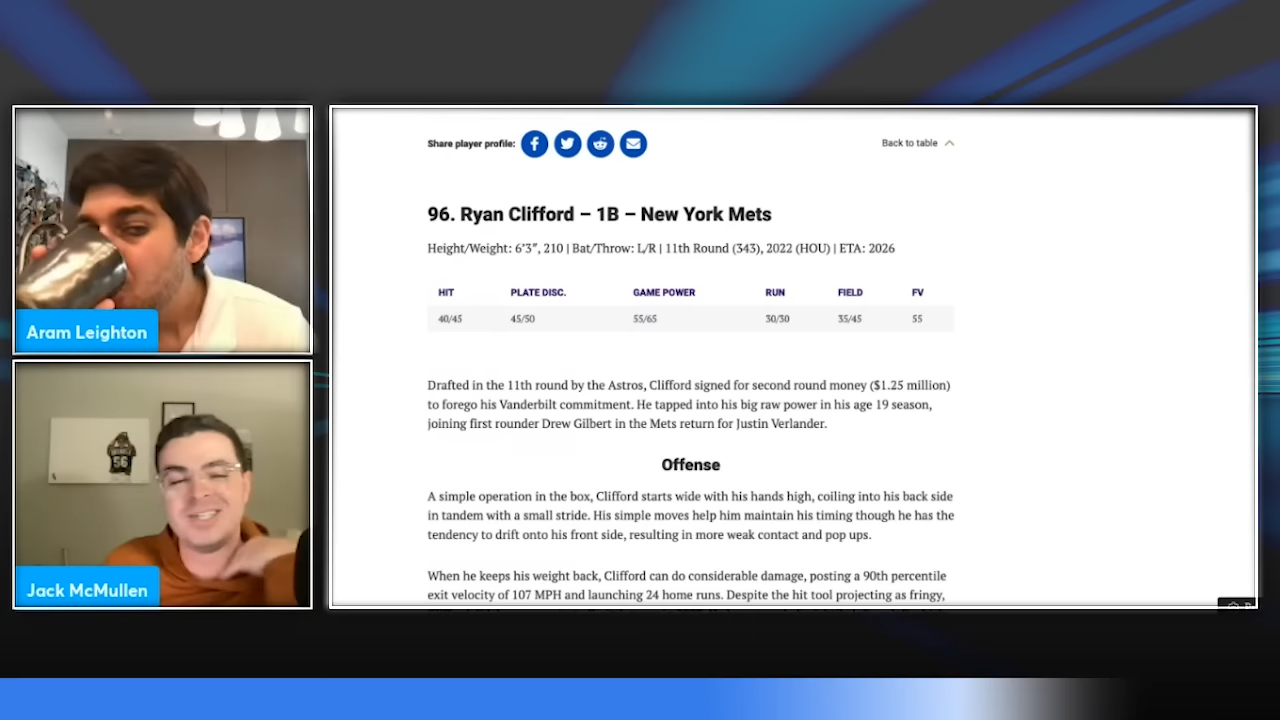 Aram Leighton
56
Jack McMullen
Share player profile:
Back to table
96. Ryan Clifford – 1B – New York Mets
Height/Weight: 6’3″, 210 | Bat/Throw: L/R | 11th Round (343), 2022 (HOU) | ETA: 2026
HIT PLATE DISC. GAME POWER RUN FIELD FV
40/45 45/50 55/65 30/30 35/45 55
Drafted in the 11th round by the Astros, Clifford signed for second round money ($1.25 million)
to forego his Vanderbilt commitment. He tapped into his big raw power in his age 19 season,
joining first rounder Drew Gilbert in the Mets return for Justin Verlander.
Offense
A simple operation in the box, Clifford starts wide with his hands high, coiling into his back side
in tandem with a small stride. His simple moves help him maintain his timing though he has the
tendency to drift onto his front side, resulting in more weak contact and pop ups.
When he keeps his weight back, Clifford can do considerable damage, posting a 90th percentile
exit velocity of 107 MPH and launching 24 home runs. Despite the hit tool projecting as fringy,